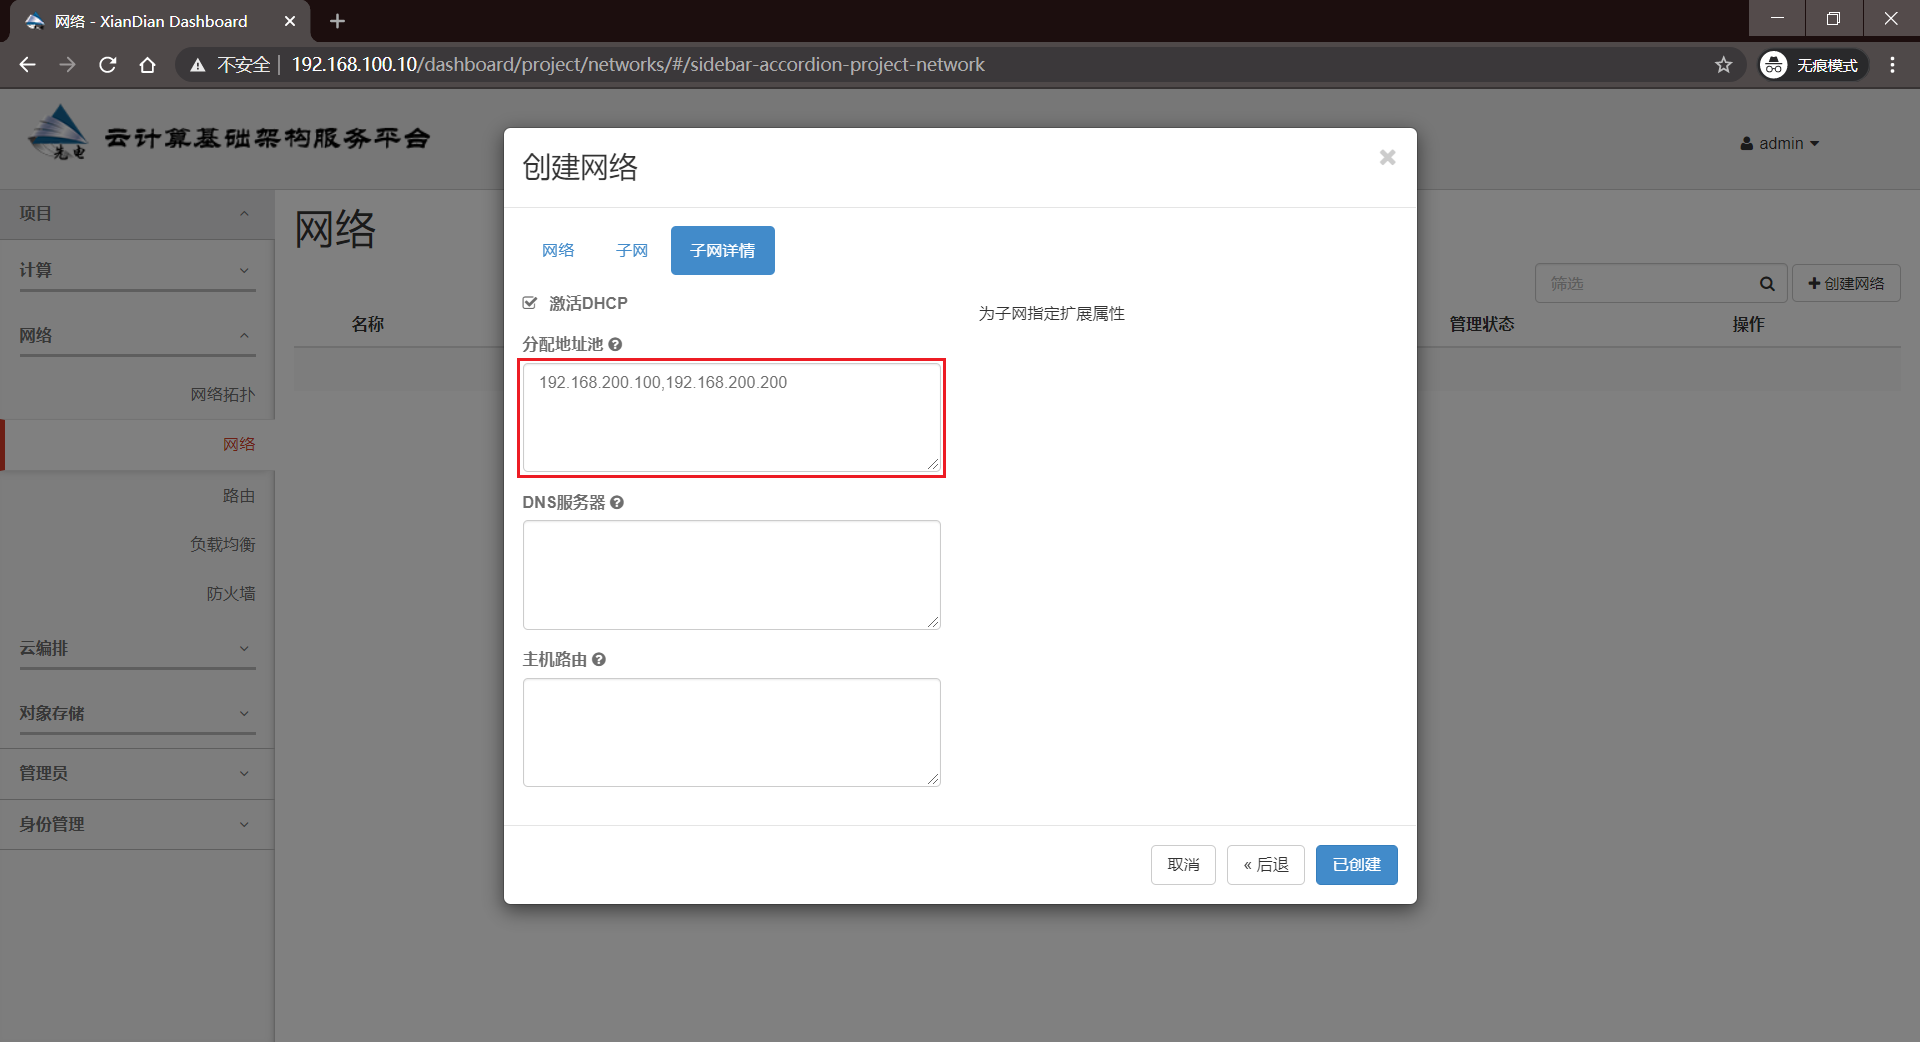 网络 - XianDian Dashboard
不安全 | 192.168.100.10/dashboard/project/networks/#/sidebar-accordion-project-network
无痕模式
先电
云计算基础架构服务平台
admin
项目
计算
网络
网络拓扑
网络
路由
负载均衡
防火墙
云编排
对象存储
管理员
身份管理
网络
筛选
创建网络
名称
管理状态
操作
创建网络
网络
子网
子网详情
激活DHCP
为子网指定扩展属性
分配地址池
192.168.200.100,192.168.200.200
DNS服务器
主机路由
取消
« 后退
已创建